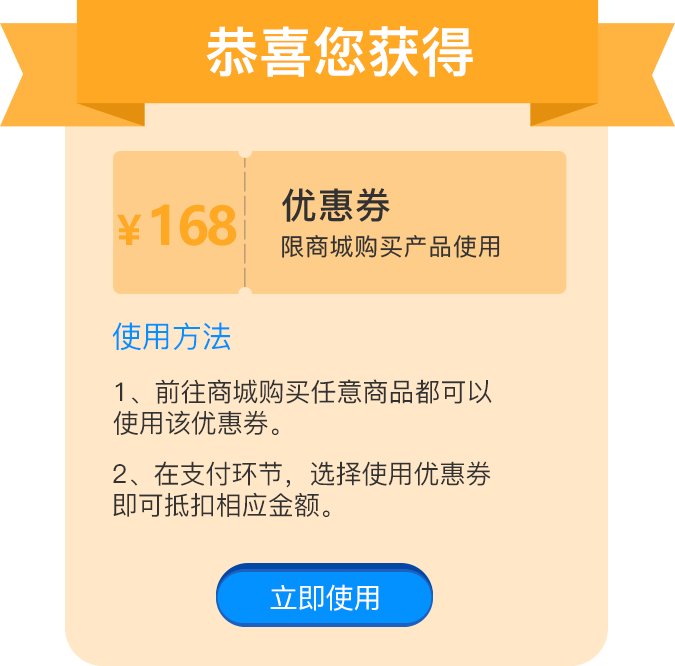 恭喜您获得
¥168
优惠券
限商城购买产品使用
使用方法
1、前往商城购买任意商品都可以
使用该优惠券。
2、在支付环节，选择使用优惠券
即可抵扣相应金额。
立即使用